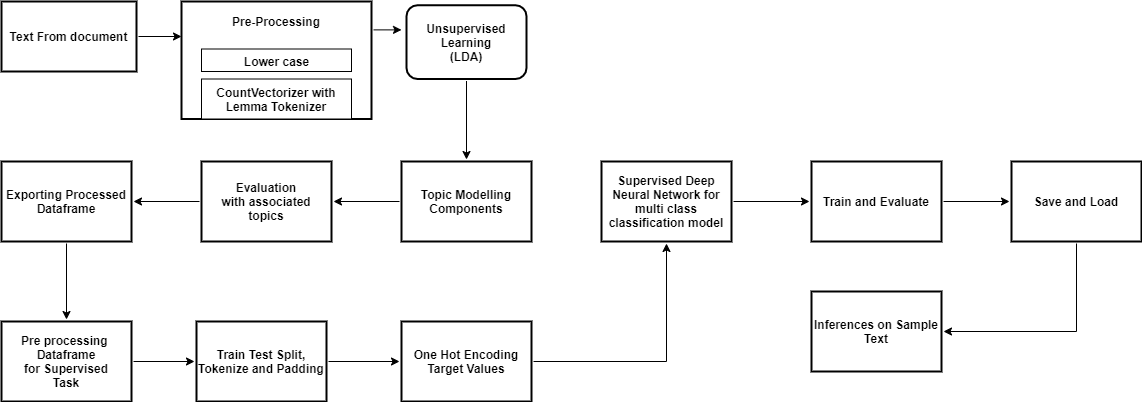 Text From document
Pre-Processing
Lower case
CountVectorizer with
Lemma Tokenizer
Unsupervised
Learning
(LDA)
Exporting Processed
Dataframe
Evaluation
with associated
topics
Topic Modelling
Components
Supervised Deep
Neural Network for
multi class
classification model
Train and Evaluate
Save and Load
Pre processing
Dataframe
for Supervised
Task
Train Test Split,
Tokenize and Padding
One Hot Encoding
Target Values
Inferences on Sample
Text